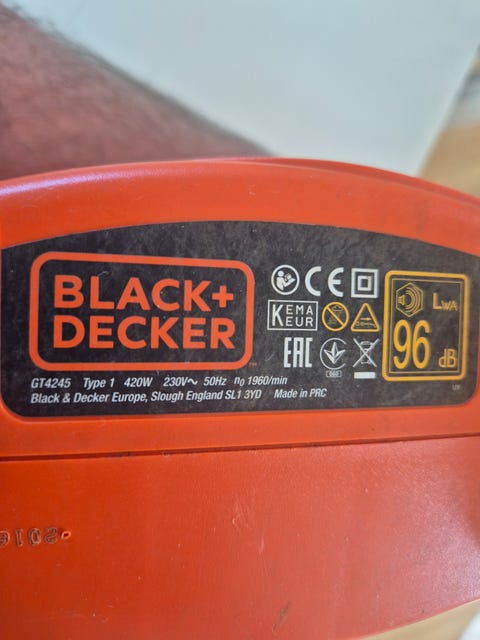 BLACK+
DECKER
KEMA
EUR
EAC
LWA
96 dB
GT4245 Type 1 420W 230V~ 50Hz n0 1960/min
Black & Decker Europe, Slough England SL1 3YD Made in PRC